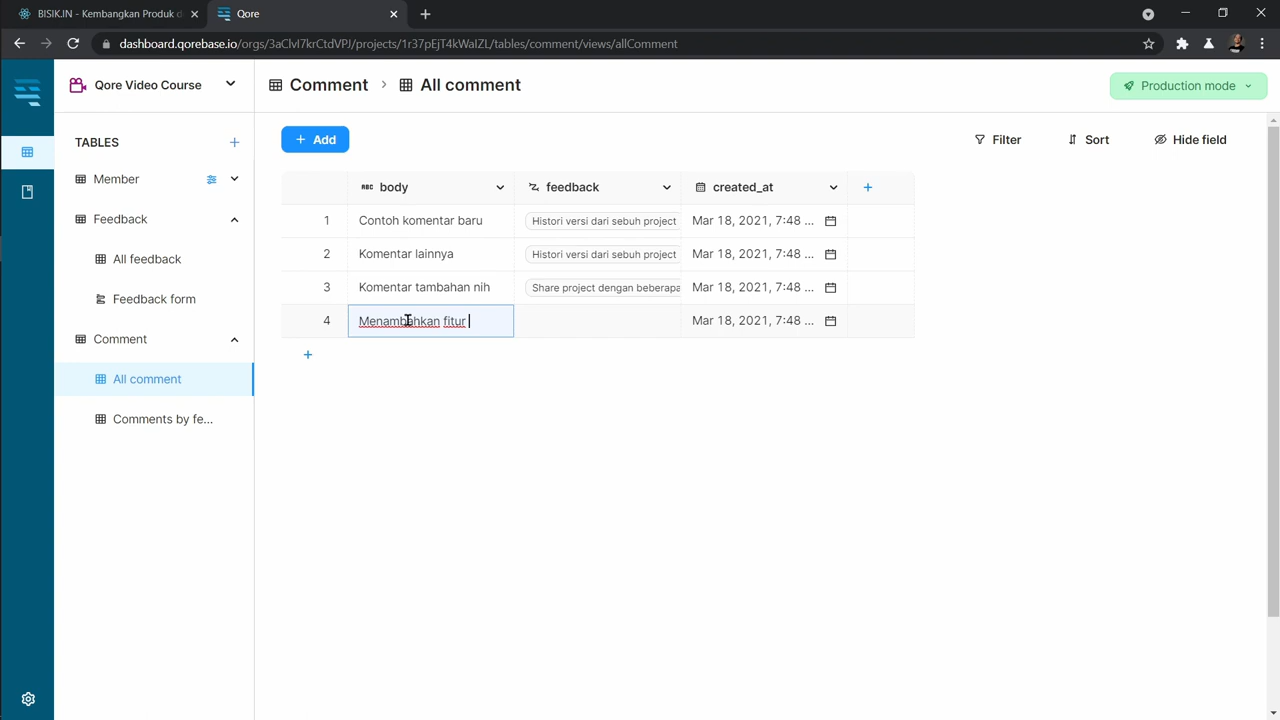 BISIK.IN - Kembangkan Produk d
Qore
dashboard.qorebase.io/orgs/3aClvI7krCtdVPJ/projects/1r37pEjT4kWaIZL/tables/comment/views/allComment
Qore Video Course
Comment > All comment
Production mode
TABLES
Member
Feedback
All feedback
Feedback form
Comment
All comment
Comments by fe...
+ Add
Filter
Sort
Hide field
ABC body
feedback
created_at
1 Contoh komentar baru Histori versi dari sebuh project Mar 18, 2021, 7:48 ...
2 Komentar lainnya Histori versi dari sebuh project Mar 18, 2021, 7:48 ...
3 Komentar tambahan nih Share project dengan beberapa Mar 18, 2021, 7:48 ...
4 Menambahkan fitur Mar 18, 2021, 7:48 ...